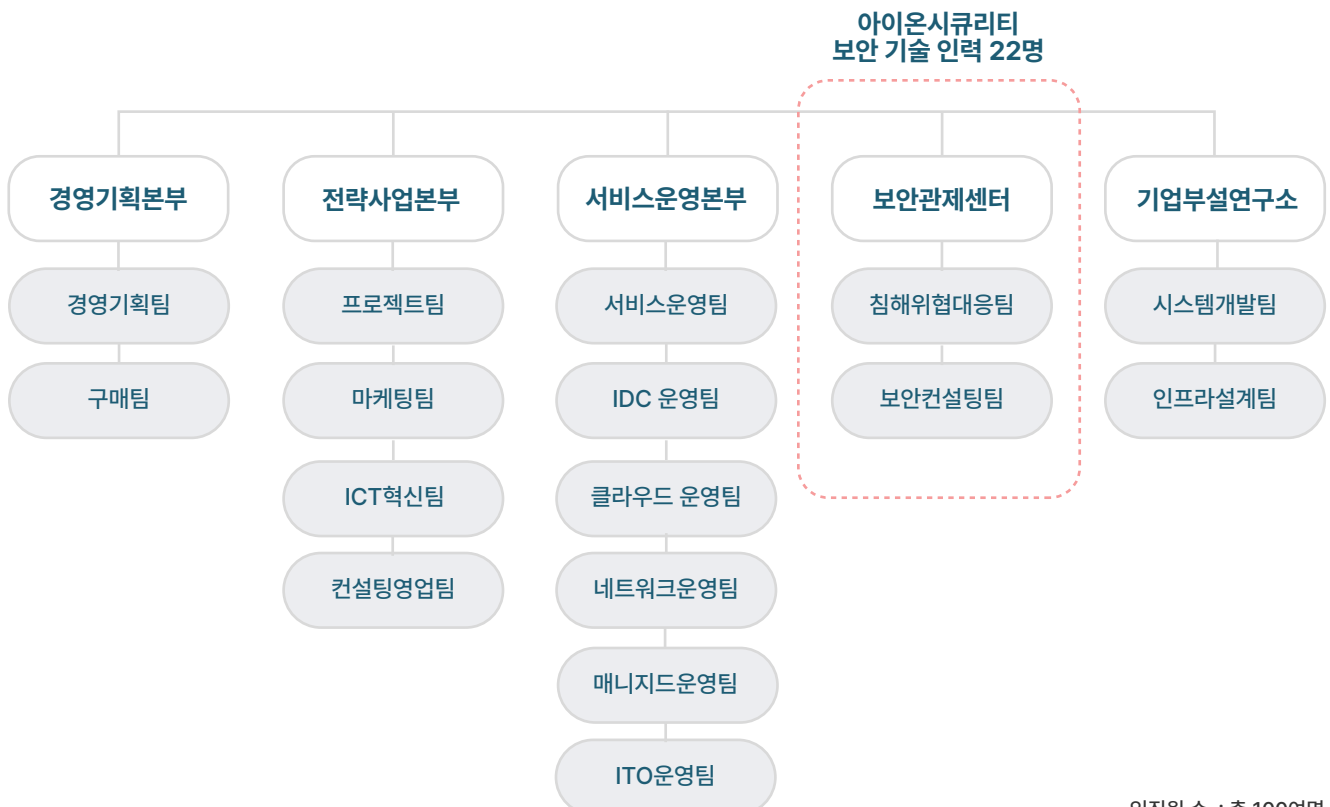 아이온시큐리티
보안 기술 인력 22명
경영기획본부
전략사업본부
서비스운영본부
보안관제센터
기업부설연구소
경영기획팀
프로젝트팀
서비스운영팀
침해위협대응팀
시스템개발팀
구매팀
마케팅팀
IDC 운영팀
보안컨설팅팀
인프라설계팀
ICT혁신팀
클라우드 운영팀
컨설팅영업팀
네트워크운영팀
매니지드운영팀
ITO운영팀